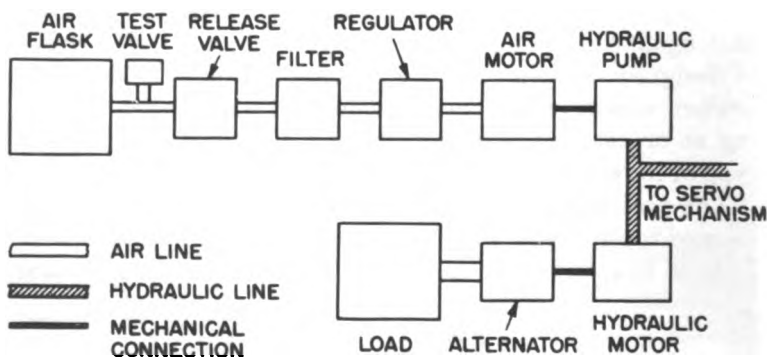 AIR
FLASK
TEST
VALVE
RELEASE
VALVE
FILTER
REGULATOR
AIR
MOTOR
HYDRAULIC
PUMP
TO SERVO
MECHANISM
AIR LINE
HYDRAULIC LINE
MECHANICAL
CONNECTION
LOAD
ALTERNATOR
HYDRAULIC
MOTOR